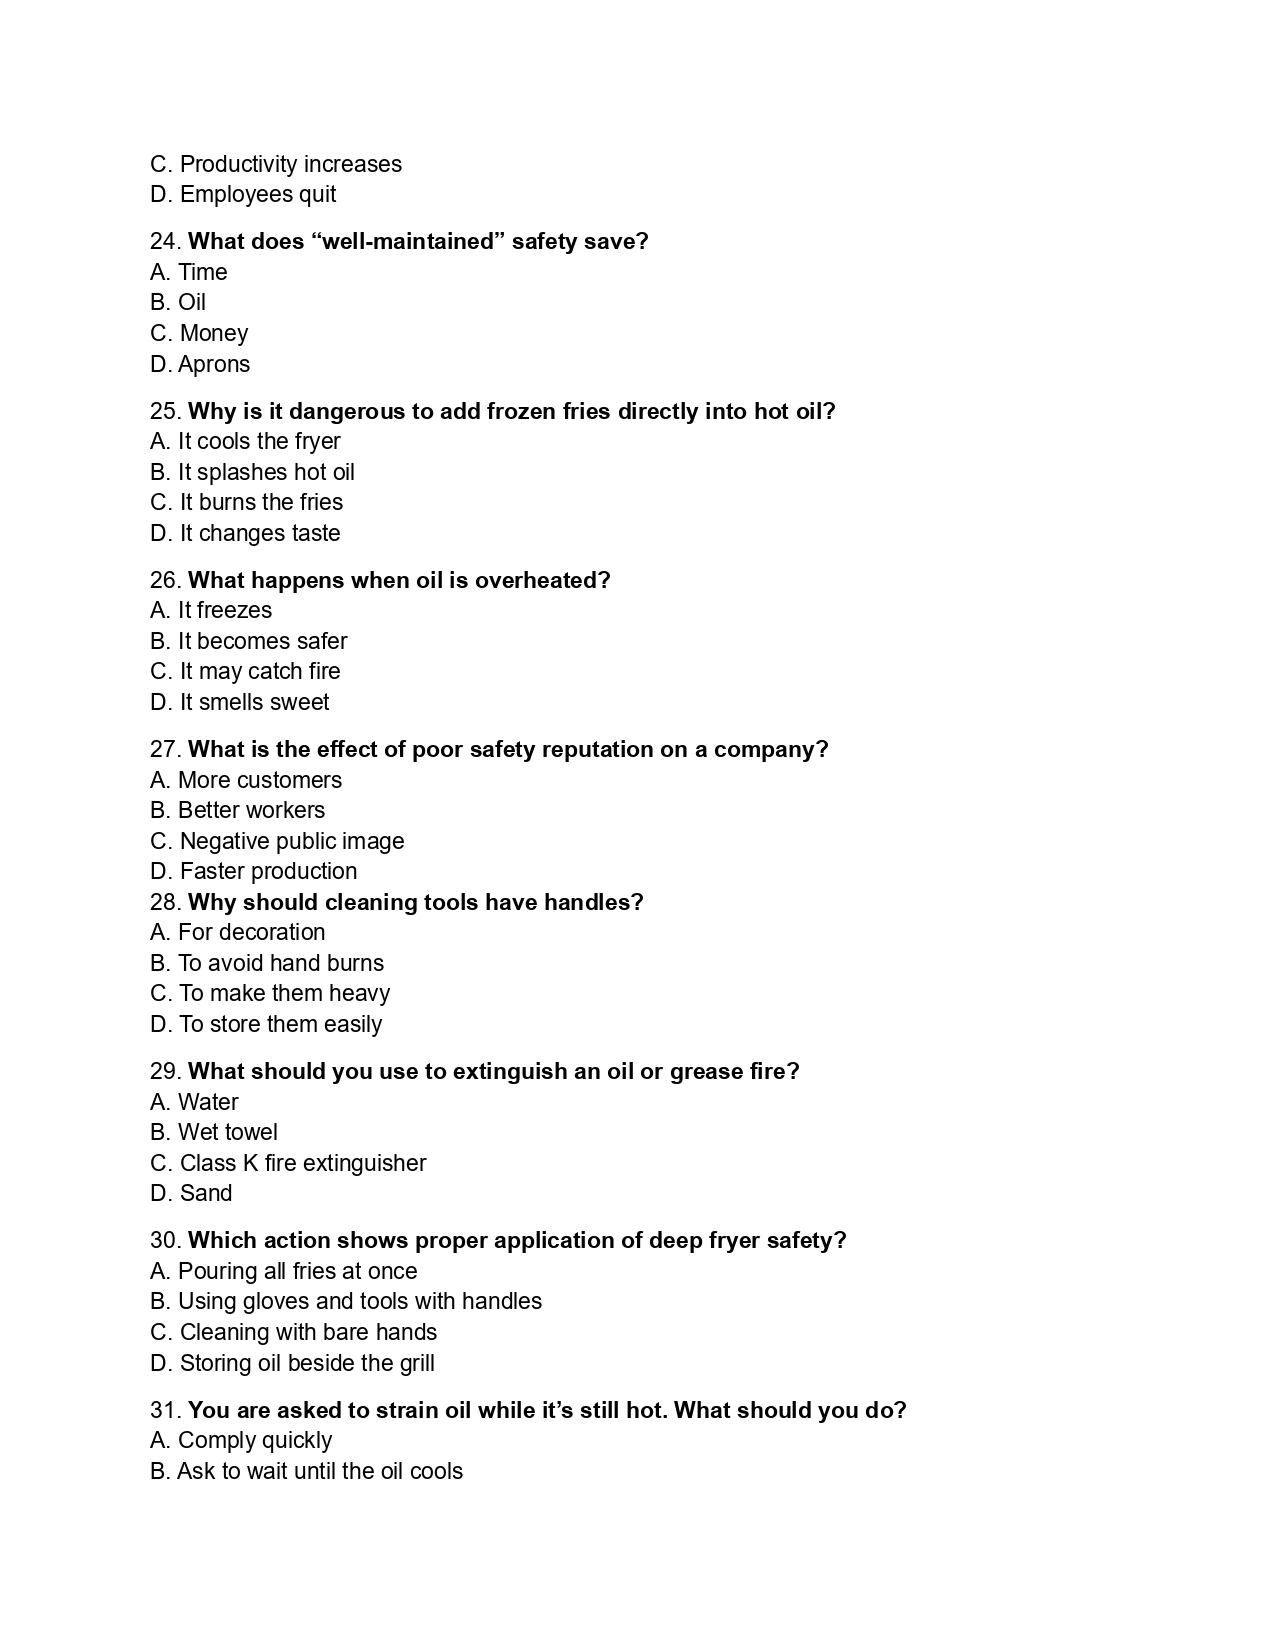 C. Productivity increases
D. Employees quit
24. What does “well-maintained” safety save?
A. Time
B. Oil
C. Money
D. Aprons
25. Why is it dangerous to add frozen fries directly into hot oil?
A. It cools the fryer
B. It splashes hot oil
C. It burns the fries
D. It changes taste
26. What happens when oil is overheated?
A. It freezes
B. It becomes safer
C. It may catch fire
D. It smells sweet
27. What is the effect of poor safety reputation on a company?
A. More customers
B. Better workers
C. Negative public image
D. Faster production
28. Why should cleaning tools have handles?
A. For decoration
B. To avoid hand burns
C. To make them heavy
D. To store them easily
29. What should you use to extinguish an oil or grease fire?
A. Water
B. Wet towel
C. Class K fire extinguisher
D. Sand
30. Which action shows proper application of deep fryer safety?
A. Pouring all fries at once
B. Using gloves and tools with handles
C. Cleaning with bare hands
D. Storing oil beside the grill
31. You are asked to strain oil while it’s still hot. What should you do?
A. Comply quickly
B. Ask to wait until the oil cools